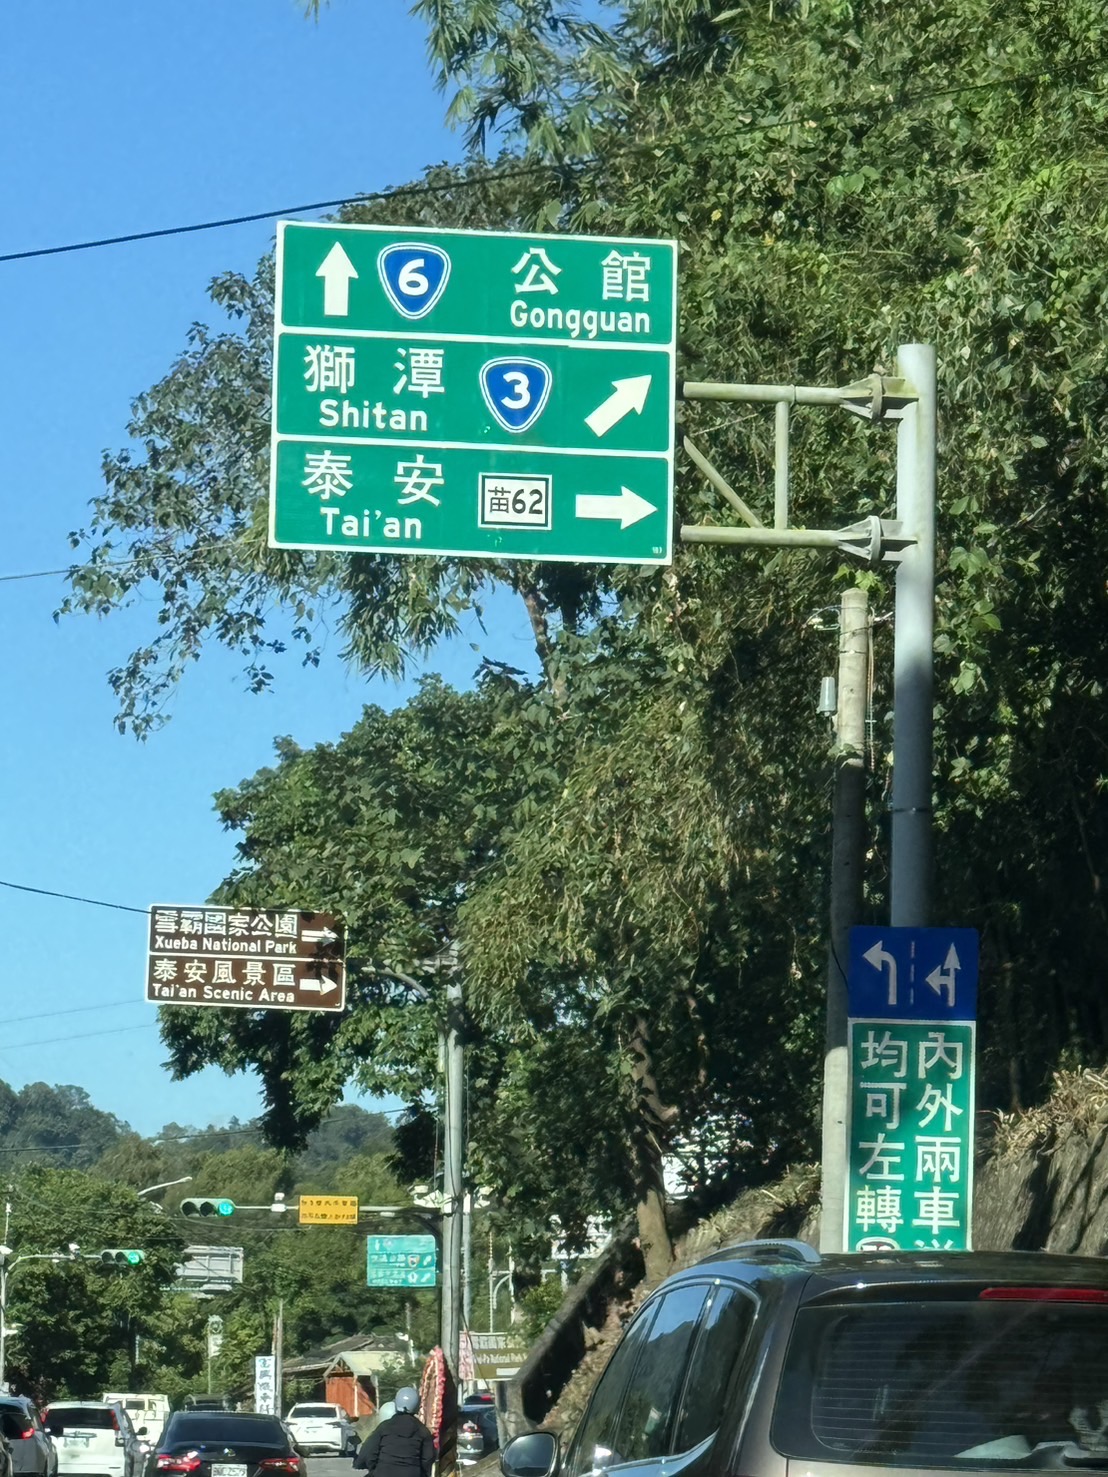 6 公館
Gongguan
獅潭 3
Shitan
泰安 苗62
Tai'an
雪霸國家公園
Xueba National Park
泰安風景區
Tai'an Scenic Area
內外兩車
均可左轉